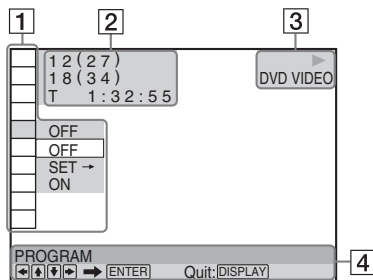 1
2
3
12(27)
18(34)
T 1:32:55
DVD VIDEO
OFF
OFF
SET →
ON
PROGRAM
← ↑ ↓ → ➡ ENTER Quit: DISPLAY
4